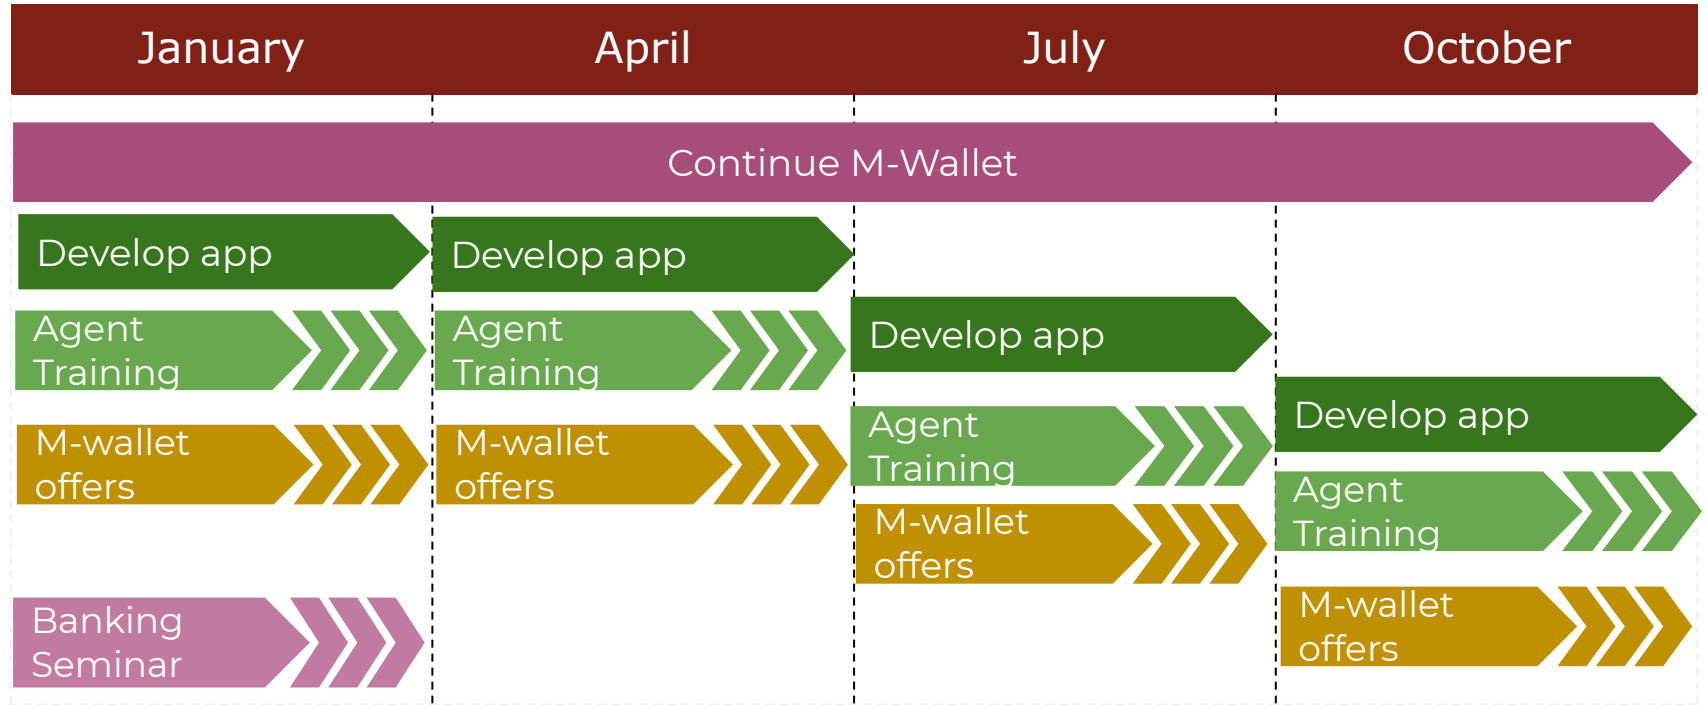 January
April
July
October
Continue M-Wallet
Develop app
Develop app
Agent
Training
Agent
Training
Develop app
M-wallet
offers
M-wallet
offers
Agent
Training
Develop app
M-wallet
offers
Agent
Training
Banking
Seminar
M-wallet
offers